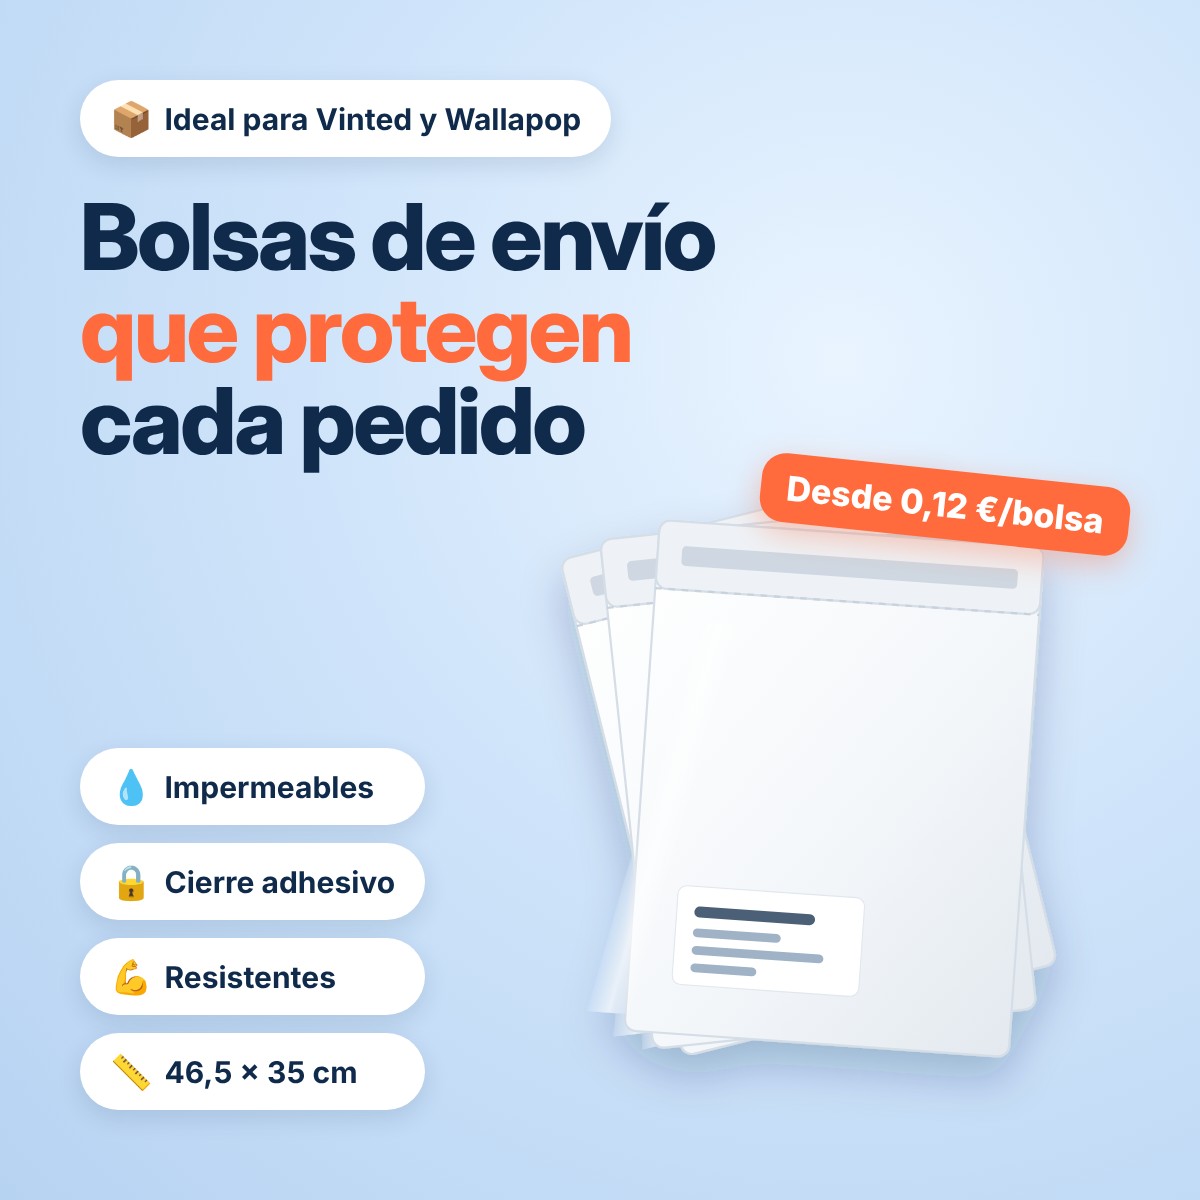 Ideal para Vinted y Wallapop
Bolsas de envío
que protegen
cada pedido
Desde 0,12 €/bolsa
Impermeables
Cierre adhesivo
Resistentes
46,5 × 35 cm